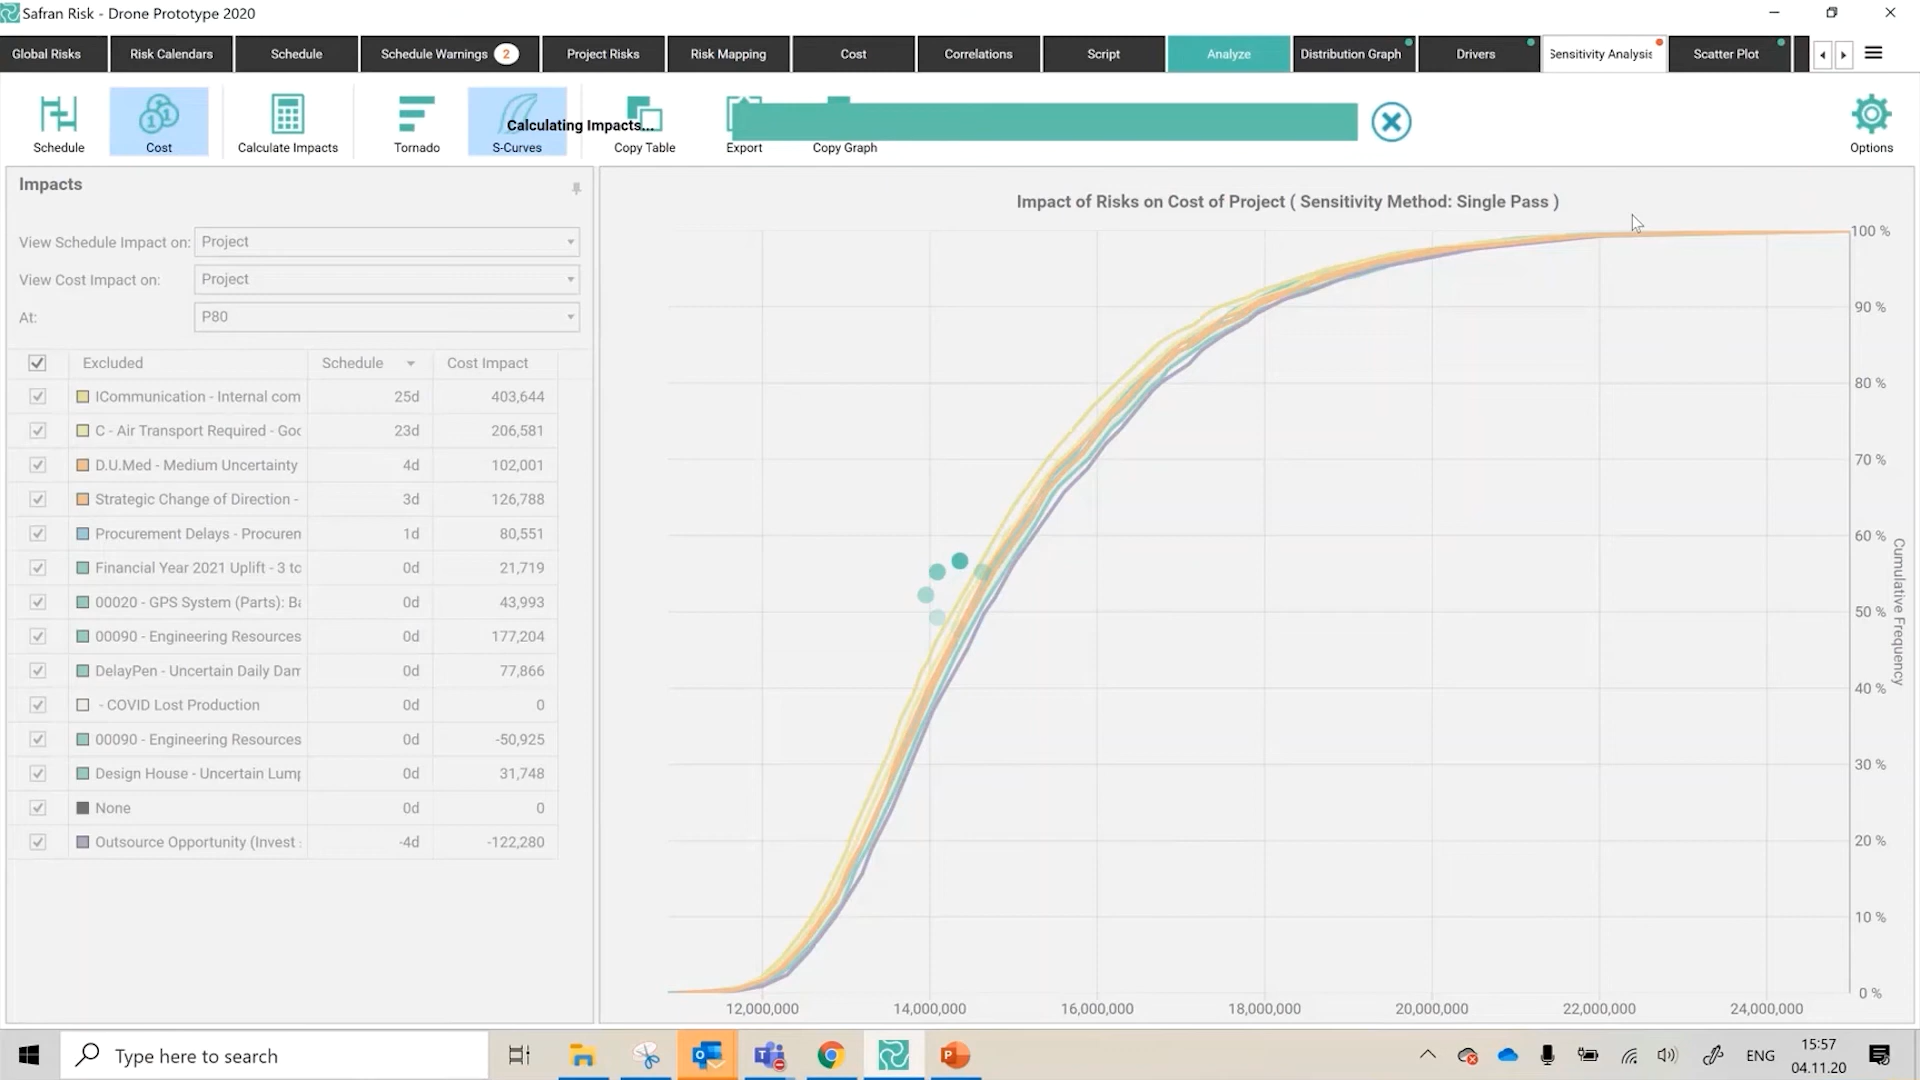 Safran Risk - Drone Prototype 2020
Global Risks
Risk Calendars
Schedule
Schedule Warnings 2
Project Risks
Risk Mapping
Cost
Correlations
Script
Analyze
Distribution Graph
Drivers
Sensitivity Analysis
Scatter Plot
Calculating Impacts...
Schedule
Cost
Calculate Impacts
Tornado
S-Curves
Copy Table
Export
Copy Graph
Options
Impacts
View Schedule Impact on: Project
View Cost Impact on: Project
At: P80
Excluded Schedule Cost Impact
ICommunication - Internal com 25d 403,644
C - Air Transport Required - Goo 23d 206,581
D.U.Med - Medium Uncertainty 4d 102,001
Strategic Change of Direction - 3d 126,788
Procurement Delays - Procuren 1d 80,551
Financial Year 2021 Uplift - 3 to 0d 21,719
00020 - GPS System (Parts): Ba 0d 43,993
00090 - Engineering Resources 0d 177,204
DelayPen - Uncertain Daily Dam 0d 77,866
- COVID Lost Production 0d 0
00090 - Engineering Resources 0d -50,925
Design House - Uncertain Lump 0d 31,748
None 0d 0
Outsource Opportunity (Invest : -4d -122,280
Impact of Risks on Cost of Project ( Sensitivity Method: Single Pass )
100 %
90 %
80 %
70 %
60 %
50 %
40 %
30 %
20 %
10 %
0 %
Cumulative Frequency
12,000,000
14,000,000
16,000,000
18,000,000
20,000,000
22,000,000
24,000,000
Type here to search
ENG
15:57
04.11.20